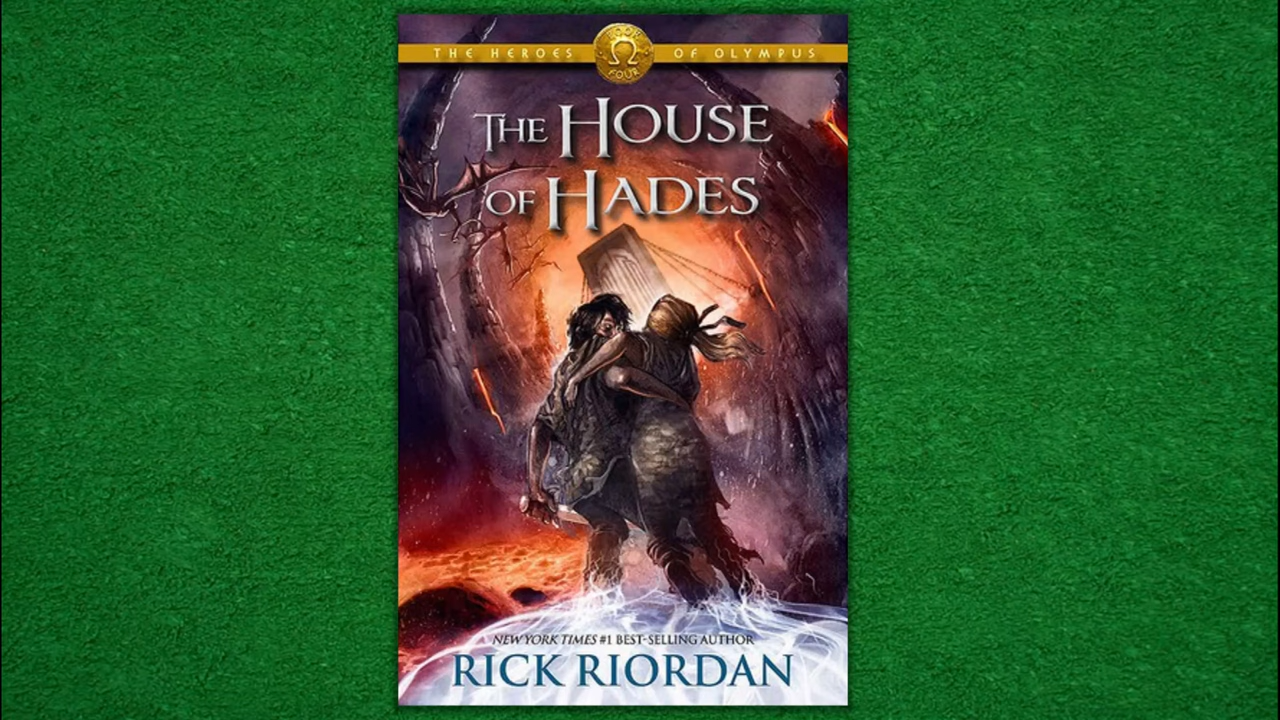 THE HEROES OF OLYMPUS
BOOK
FOUR
THE HOUSE
OF HADES
NEW YORK TIMES #1 BEST-SELLING AUTHOR
RICK RIORDAN